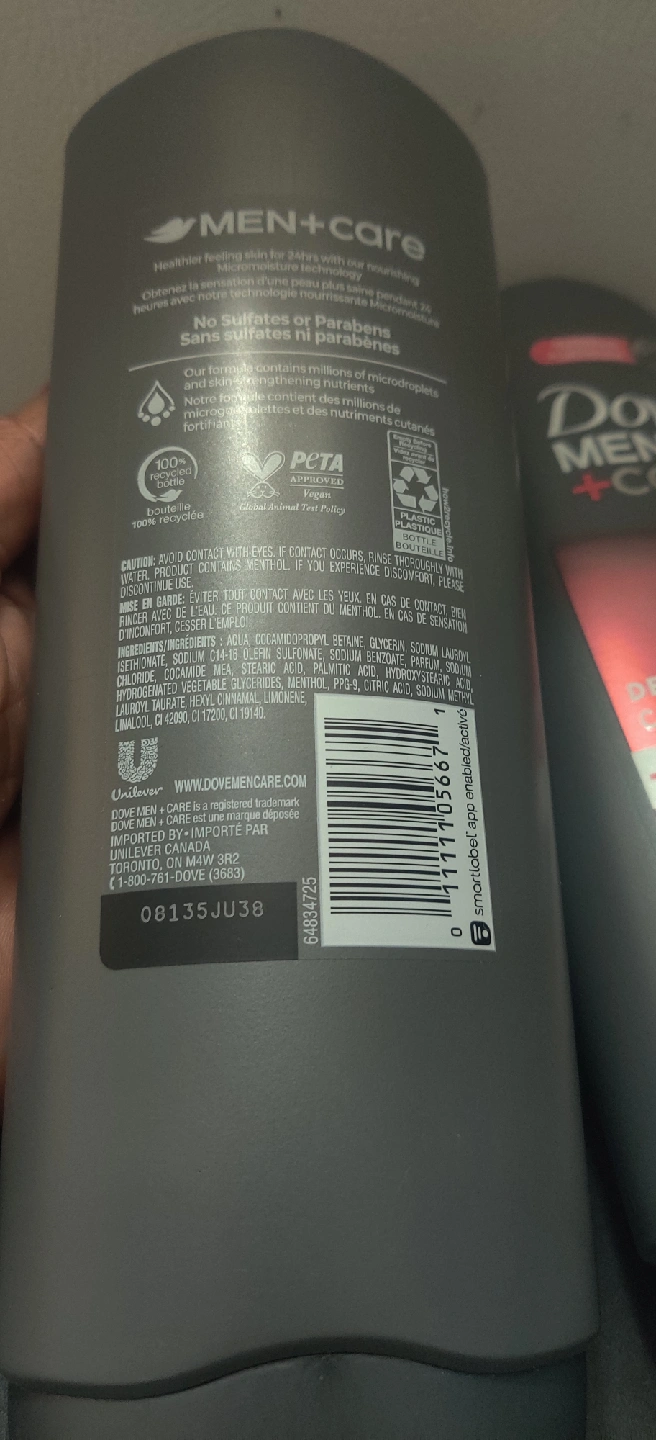 MEN+care
Healthier feeling skin for 24hrs with our nourishing
Micromoisture technology
Obtenez la sensation d'une peau plus saine pendant 24
heures avec notre technologie nourrissante Micromoisture
No Sulfates or Parabens
Sans sulfates ni parabènes
Our formula contains millions of microdroplets
and skin-strengthening nutrients
Notre formule contient des millions de
microgouttelettes et des nutriments cutanés
fortifiants
100%
recycled
bottle
bouteille
100% recyclée
PETA
APPROVED
Vegan
Global Animal Test Policy
Empty Before
Recycling
PLASTIC
PLASTIQUE
BOTTLE
BOUTEILLE
how2recycle.info
CAUTION: AVOID CONTACT WITH EYES. IF CONTACT OCCURS, RINSE THOROUGHLY WITH
WATER. PRODUCT CONTAINS MENTHOL. IF YOU EXPERIENCE DISCOMFORT, PLEASE
DISCONTINUE USE.
MISE EN GARDE: ÉVITER TOUT CONTACT AVEC LES YEUX. EN CAS DE CONTACT, BIEN
RINCER AVEC DE L'EAU. CE PRODUIT CONTIENT DU MENTHOL. EN CAS DE SENSATION
D'INCONFORT, CESSER L'EMPLOI
INGREDIENTS/INGRÉDIENTS : AQUA, COCAMIDOPROPYL BETAINE, GLYCERIN, SODIUM LAUROYL
ISETHIONATE, SODIUM C14-16 OLEFIN SULFONATE, SODIUM BENZOATE, PARFUM, SODIUM
CHLORIDE, COCAMIDE MEA, STEARIC ACID, PALMITIC ACID, HYDROXYSTEARIC ACID,
HYDROGENATED VEGETABLE GLYCERIDES, MENTHOL, PPG-9, CITRIC ACID, SODIUM METHYL
LAUROYL TAURATE, HEXYL CINNAMAL, LIMONENE,
LINALOOL, CI 42090, CI 17200, CI 19140.
Unilever
WWW.DOVEMENCARE.COM
DOVE MEN + CARE is a registered trademark
DOVE MEN + CARE est une marque déposée
IMPORTED BY • IMPORTÉ PAR
UNILEVER CANADA
TORONTO, ON M4W 3R2
1-800-761-DOVE (3683)
08135JU38
64834725
0 11111 05667 1
smartlabel app enabled/activé
Dov
MEN
+C
DE